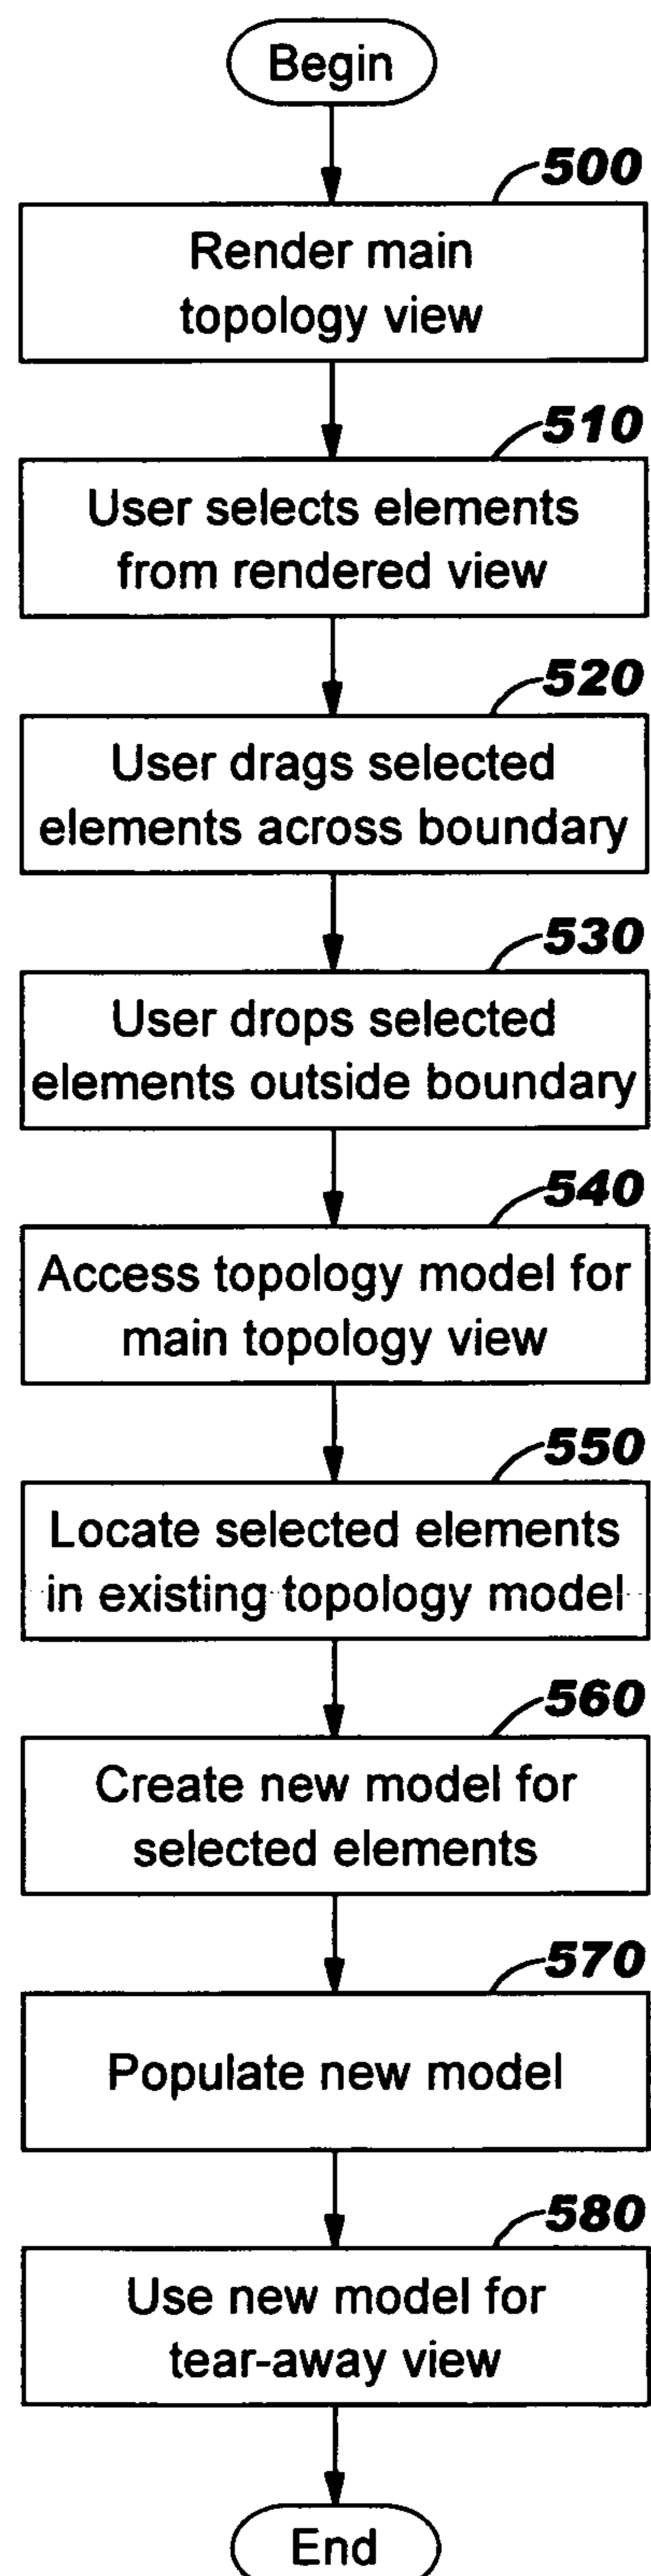 Begin
500
Render main
topology view
510
User selects elements
from rendered view
520
User drags selected
elements across boundary
530
User drops selected
elements outside boundary
540
Access topology model for
main topology view
550
Locate selected elements
in existing topology model
560
Create new model for
selected elements
570
Populate new model
580
Use new model for
tear-away view
End